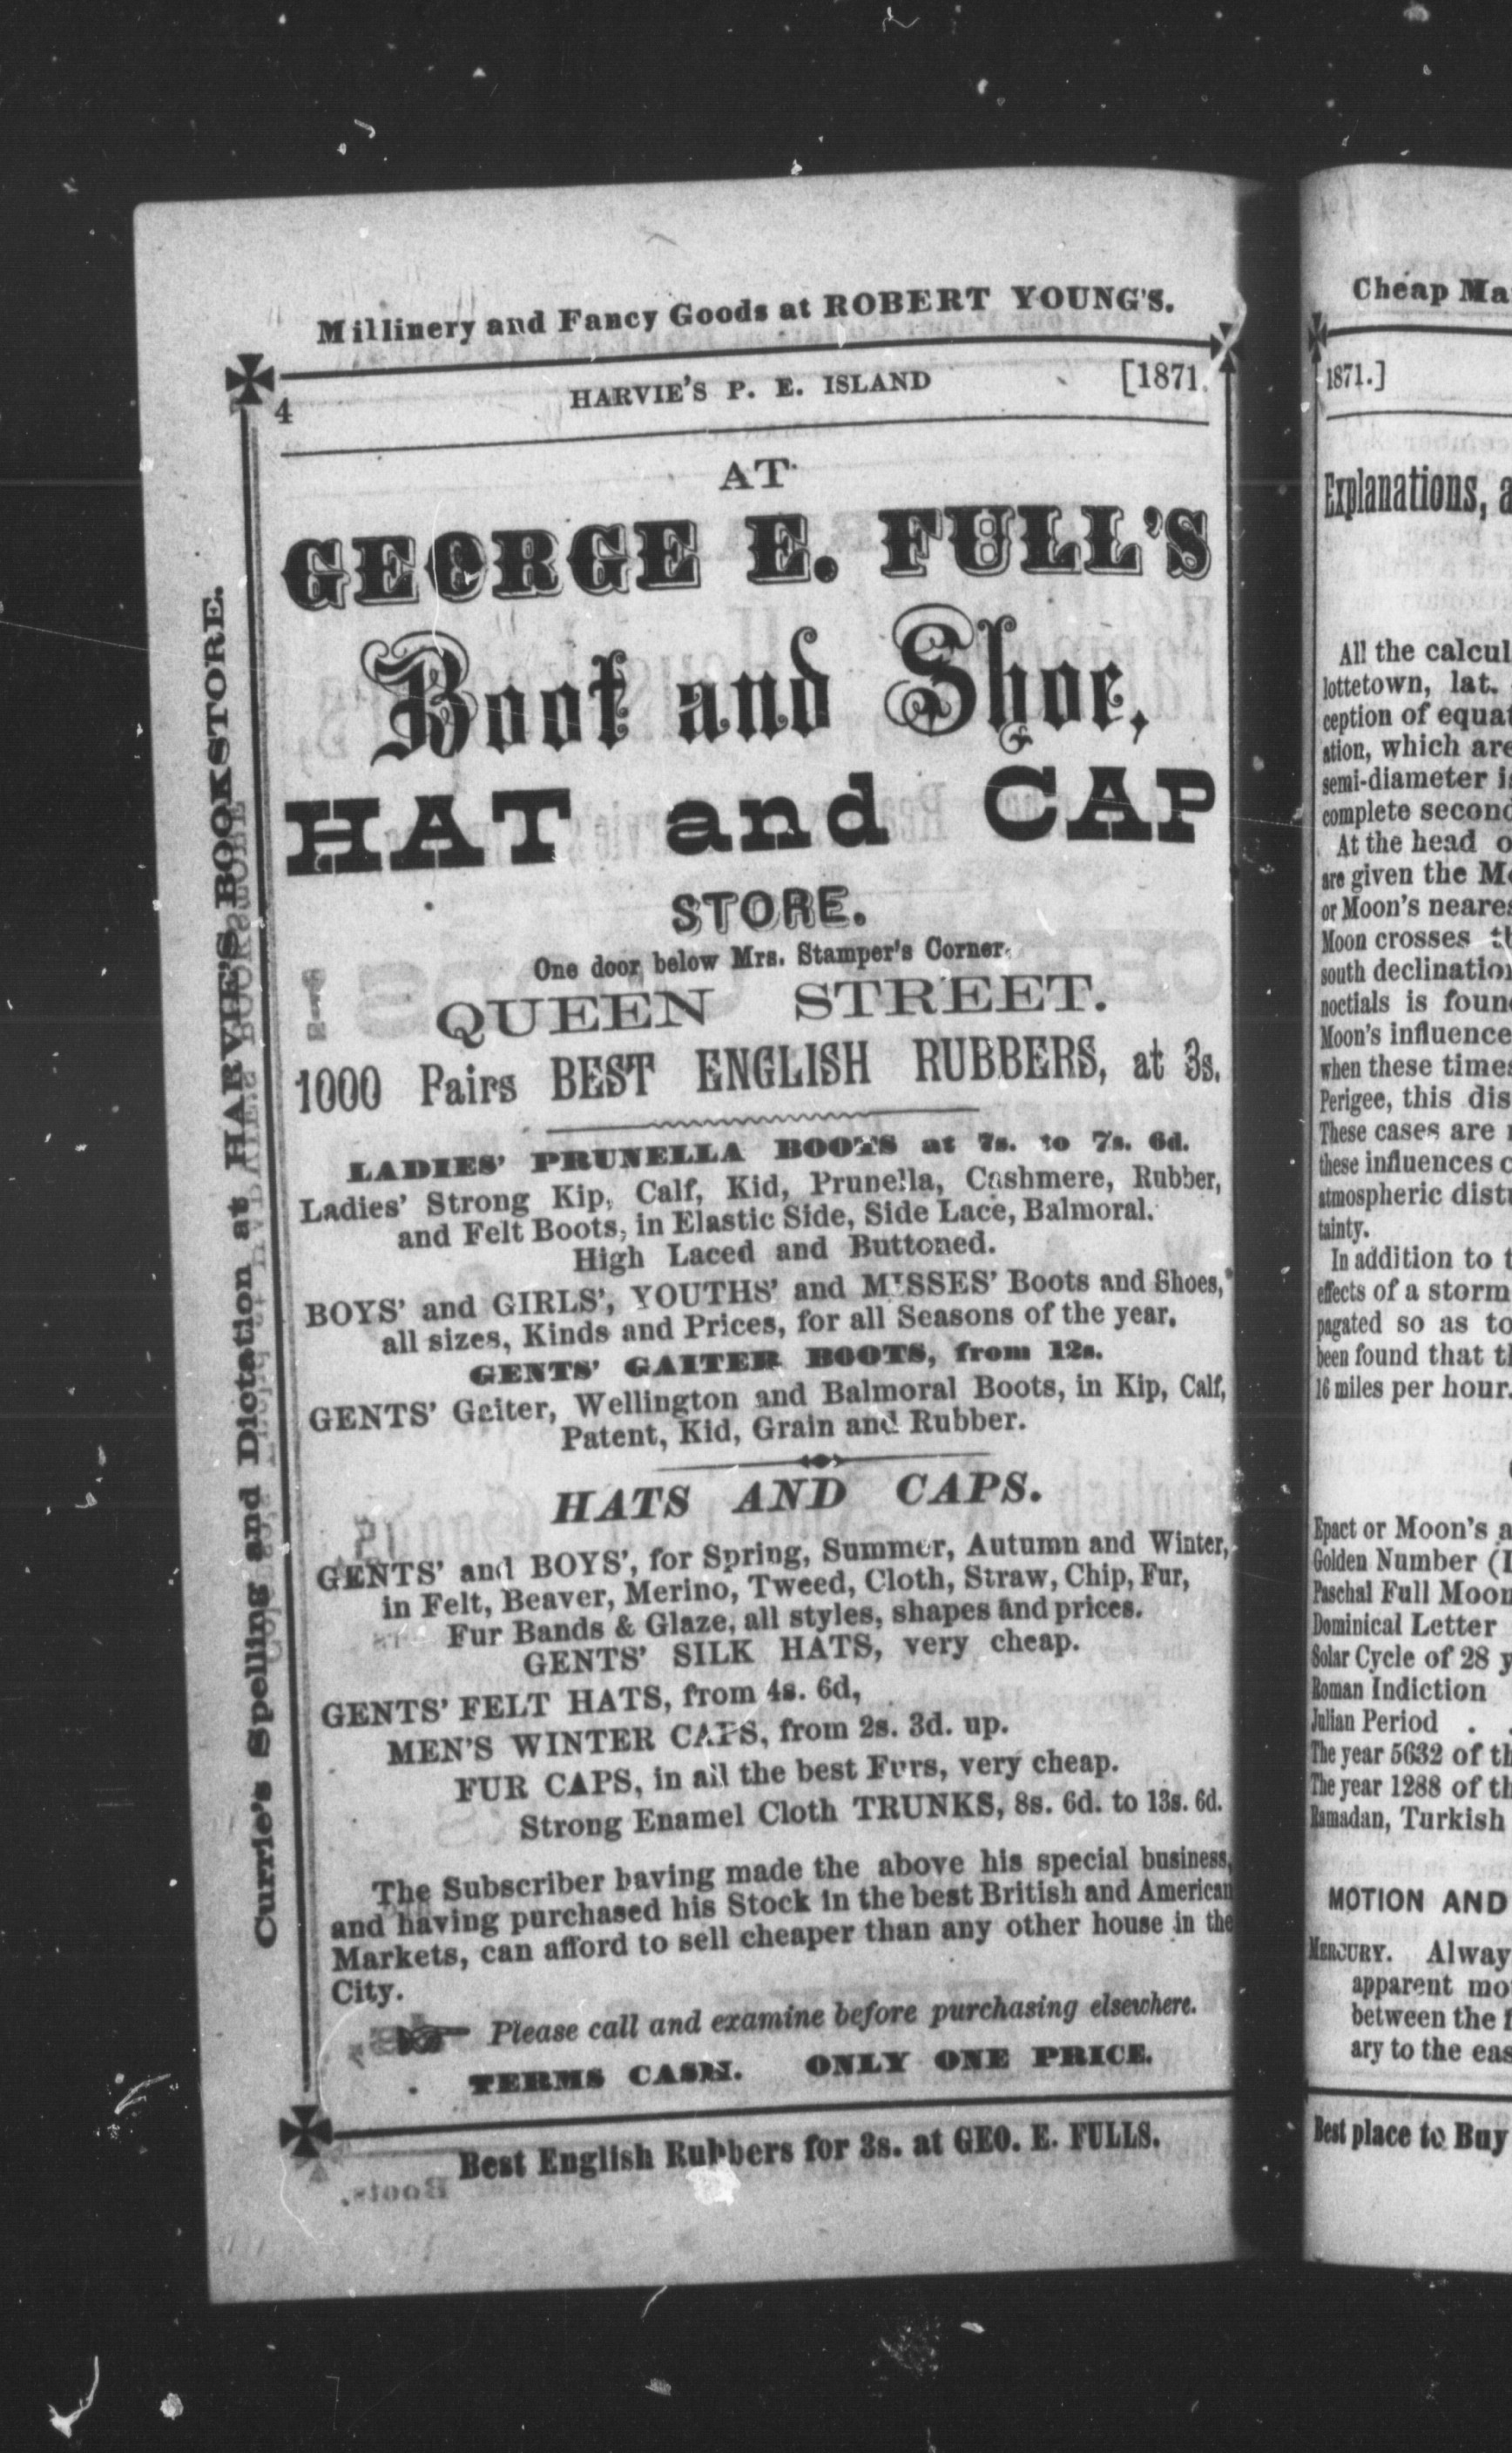 Millinery and Fancy Goods at ROBERT YOUNG'S.
4 HARVIE'S P. E. ISLAND [1871.
AT
GEORGE E. FULL'S
Boot and Shoe,
HAT and CAP
STORE.
One door below Mrs. Stamper's Corner.
QUEEN STREET.
1000 Pairs BEST ENGLISH RUBBERS, at 3s.
LADIES' PRUNELLA BOOTS at 7s. to 7s. 6d.
Ladies' Strong Kip, Calf, Kid, Prunella, Cashmere, Rubber,
and Felt Boots, in Elastic Side, Side Lace, Balmoral.
High Laced and Buttoned.
BOYS' and GIRLS', YOUTHS' and MISSES' Boots and Shoes,
all sizes, Kinds and Prices, for all Seasons of the year.
GENTS' GAITER BOOTS, from 12s.
GENTS' Gaiter, Wellington and Balmoral Boots, in Kip, Calf,
Patent, Kid, Grain and Rubber.
HATS AND CAPS.
GENTS' and BOYS', for Spring, Summer, Autumn and Winter,
in Felt, Beaver, Merino, Tweed, Cloth, Straw, Chip, Fur,
Fur Bands & Glaze, all styles, shapes and prices.
GENTS' SILK HATS, very cheap.
GENTS' FELT HATS, from 4s. 6d,
MEN'S WINTER CAPS, from 2s. 3d. up.
FUR CAPS, in all the best Furs, very cheap.
Strong Enamel Cloth TRUNKS, 8s. 6d. to 13s. 6d.
The Subscriber having made the above his special business,
and having purchased his Stock in the best British and American
Markets, can afford to sell cheaper than any other house in the
City.
Please call and examine before purchasing elsewhere.
TERMS CASH. ONLY ONE PRICE.
Best English Rubbers for 3s. at GEO. E. FULLS.
Currie's Spelling and Dictation at HARVIE'S BOOKSTORE.
Cheap
1871.]
Explanations,
All the
lottetown, lat.
ception of
ation, which are
semi-diameter
complete
At the head
are given the
or Moon's
Moon crosses
south
noctials is
Moon's influence
when these times
Perigee, this
These cases are
these influences
atmospheric
tainty.
In addition to
effects of a storm
pagated so as to
been found that
16 miles per hour.
Epact or Moon's
Golden Number
Paschal Full Moon
Dominical Letter
Solar Cycle of 28
Roman Indiction
Julian Period .
The year 5632 of
The year 1288 of
Ramadan, Turkish
MOTION AND
MERCURY.
apparent
between the
ary to the
Best place to Buy